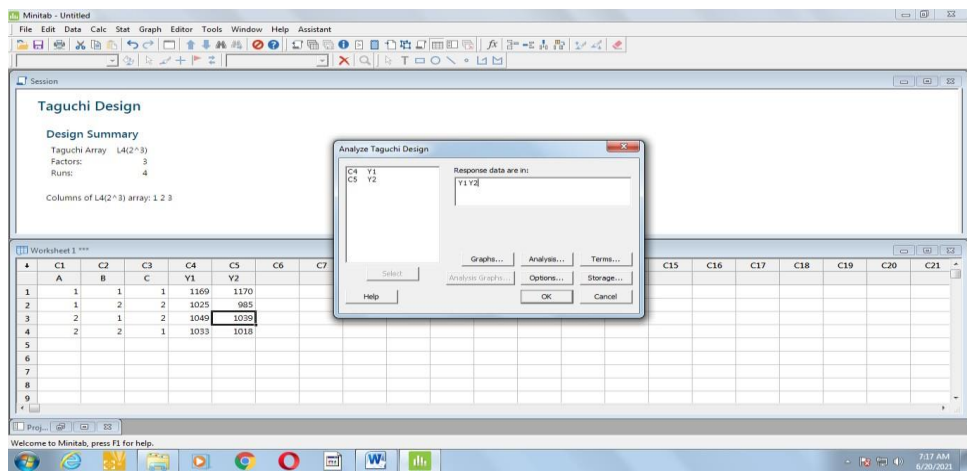 Minitab - Untitled
File Edit Data Calc Stat Graph Editor Tools Window Help Assistant
Session
Taguchi Design
Design Summary
Taguchi Array L4(2^3)
Factors: 3
Runs: 4
Columns of L4(2^3) array: 1 2 3
Analyze Taguchi Design
C4 Y1
C5 Y2
Response data are in:
Y1 Y2
Graphs... Analysis... Terms...
Select Analysis Graphs... Options... Storage...
Help OK Cancel
Worksheet 1 ***
C1 C2 C3 C4 C5 C6 C7 C15 C16 C17 C18 C19 C20 C21
A B C Y1 Y2
1 1 1 1 1169 1170
2 1 2 2 1025 985
3 2 1 2 1049 1039
4 2 2 1 1033 1018
5
6
7
8
9
Proj...
Welcome to Minitab, press F1 for help.
7:17 AM
6/20/2021